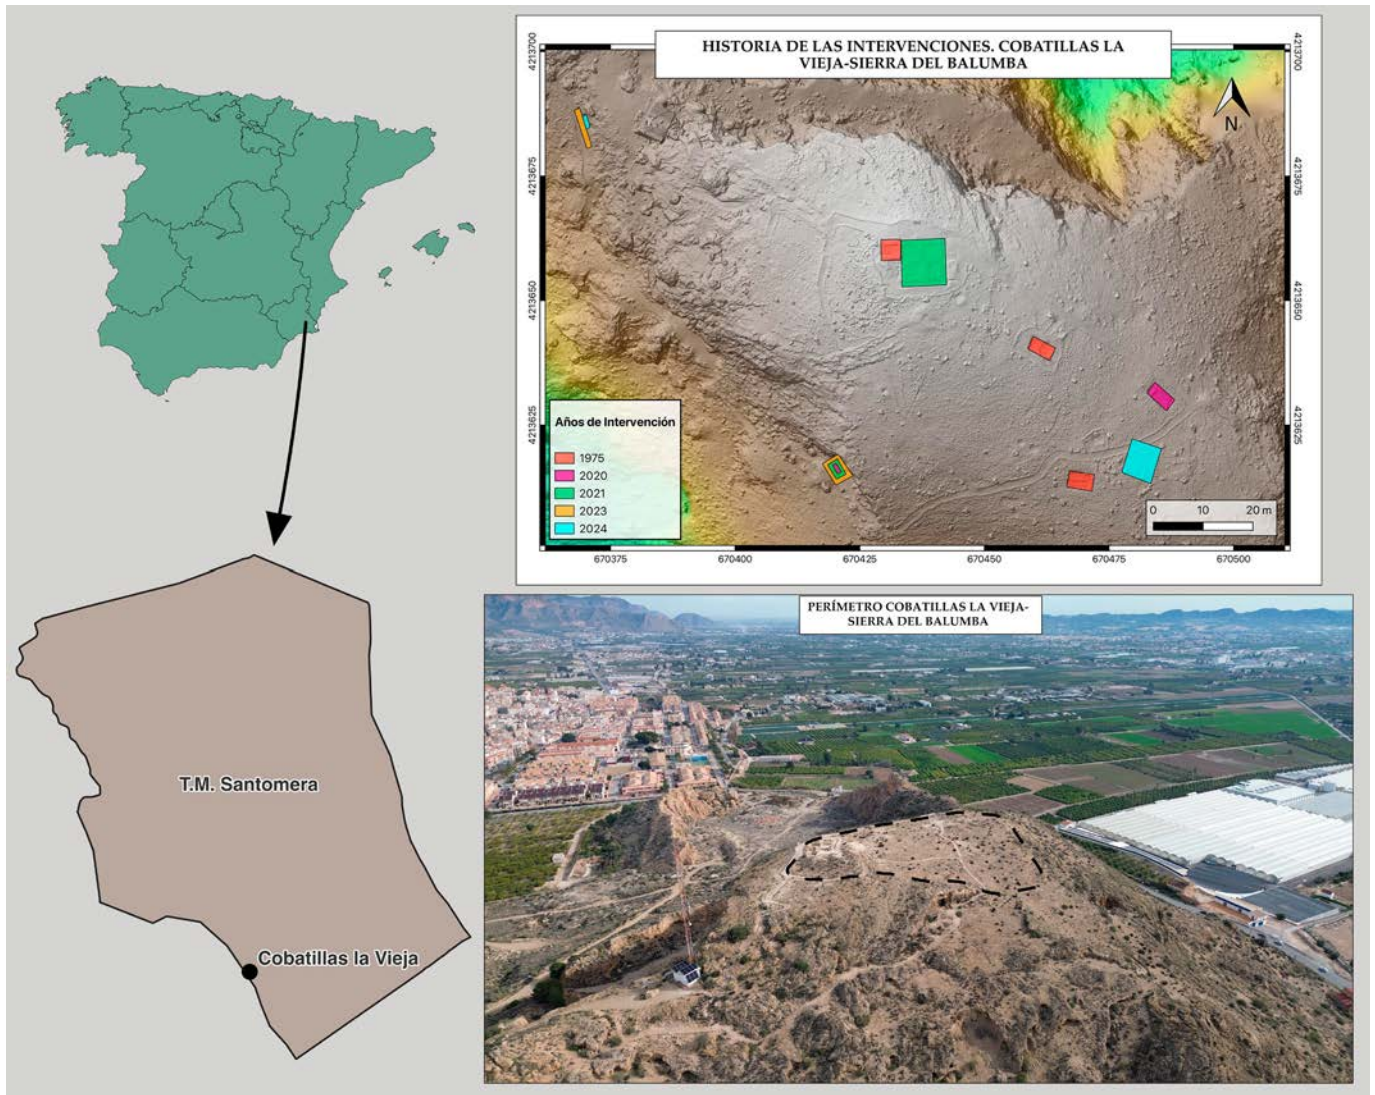 HISTORIA DE LAS INTERVENCIONES. COBATILLAS LA
VIEJA-SIERRA DEL BALUMBA
4213700
4213700
N
4213675
4213675
4213650
4213650
4213625
4213625
Años de Intervención
1975
2020
2021
2023
2024
0 10 20 m
670375 670400 670425 670450 670475 670500
PERÍMETRO COBATILLAS LA VIEJA-
SIERRA DEL BALUMBA
T.M. Santomera
Cobatillas la Vieja